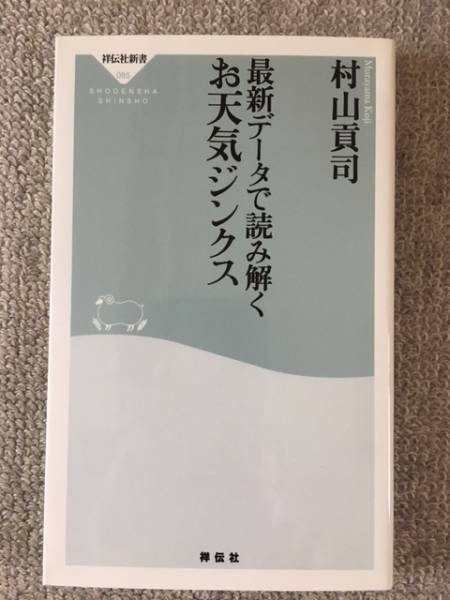 祥伝社新書
085
SHODENSHA
SHINSHO
村山貢司
Murayama Koji
最新データで読み解く
お天気ジンクス
祥伝社